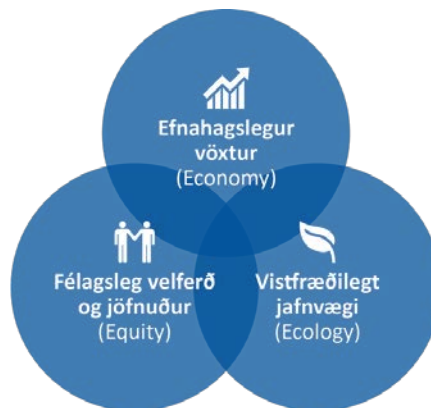 Efnahagslegur
vöxtur
(Economy)
Félagsleg velferð
og jöfnuður
(Equity)
Vistfræðilegt
jafnvægi
(Ecology)